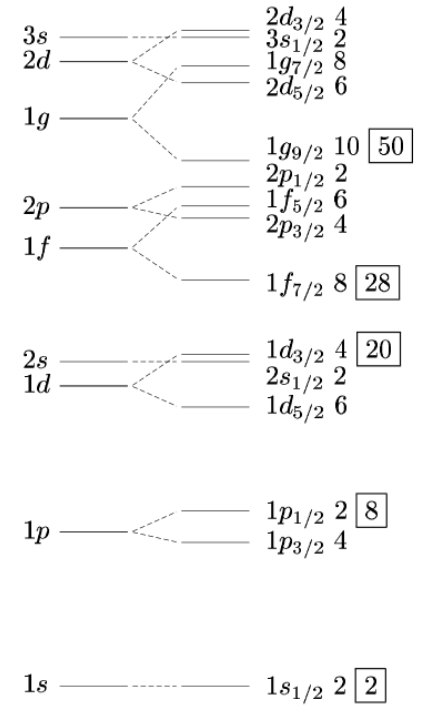 3s
2d
1g
2p
1f
2s
1d
1p
1s
2d_{3/2} 4
3s_{1/2} 2
1g_{7/2} 8
2d_{5/2} 6
1g_{9/2} 10 50
2p_{1/2} 2
1f_{5/2} 6
2p_{3/2} 4
1f_{7/2} 8 28
1d_{3/2} 4 20
2s_{1/2} 2
1d_{5/2} 6
1p_{1/2} 2 8
1p_{3/2} 4
1s_{1/2} 2 2